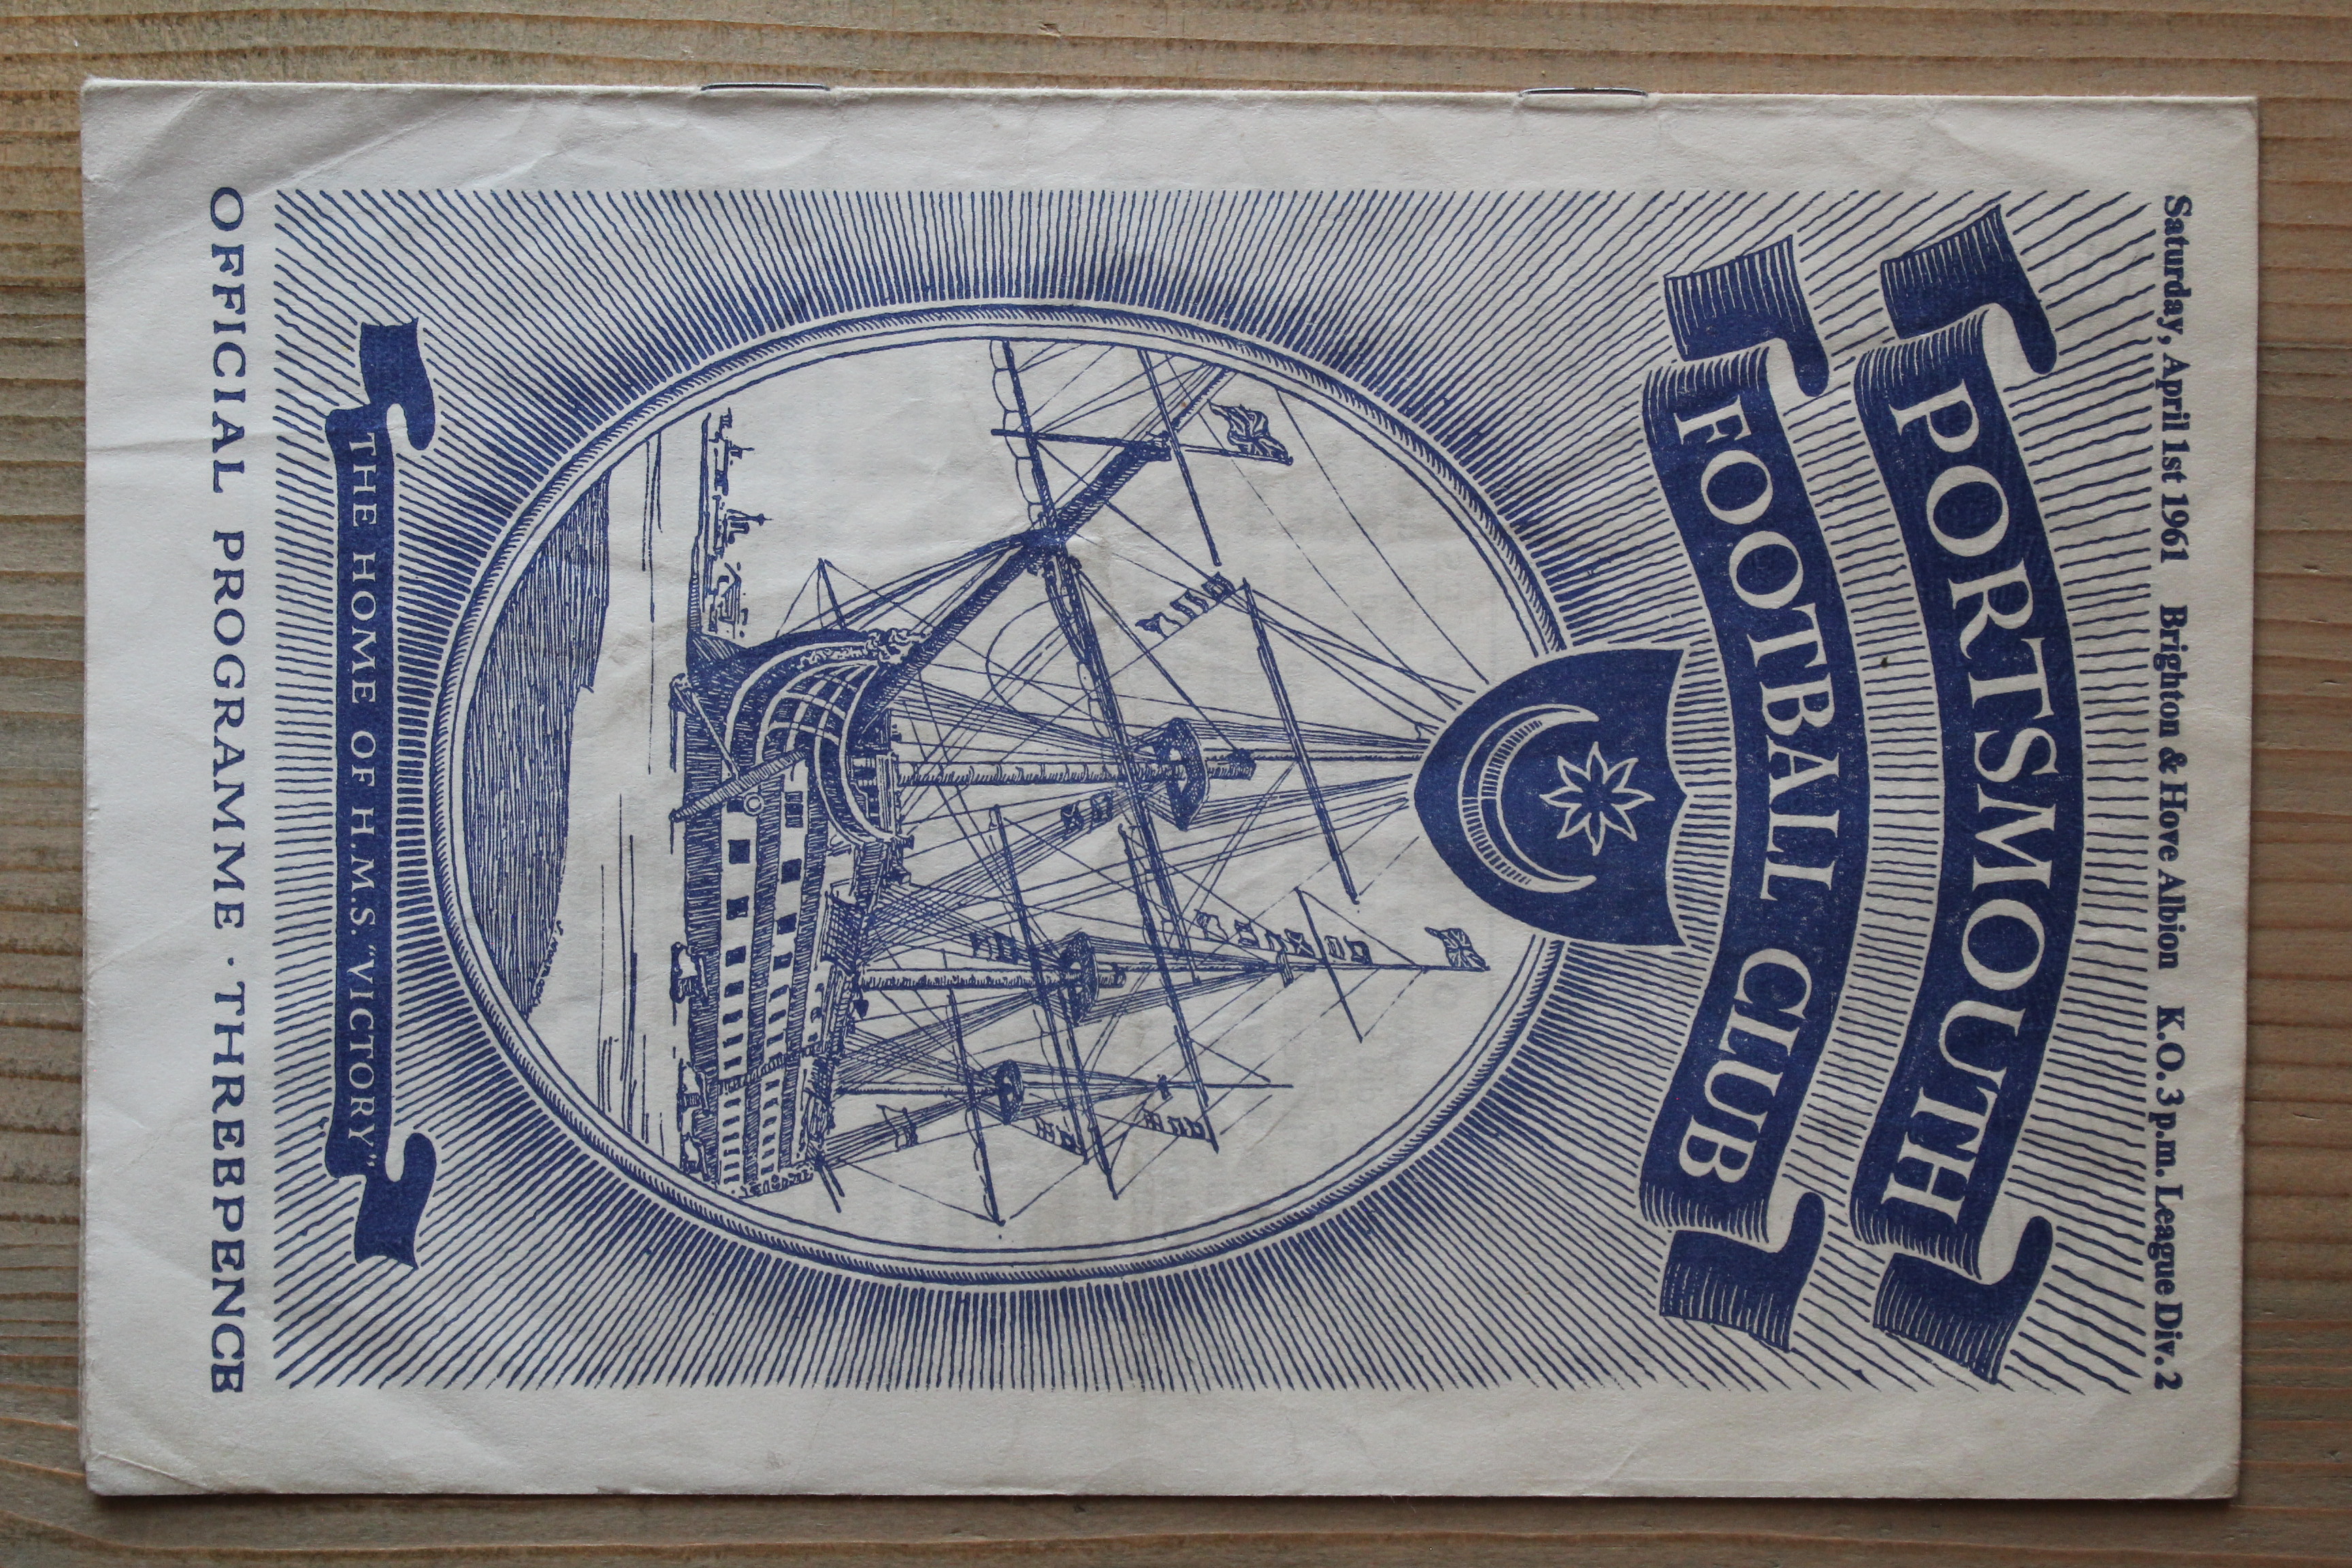 Saturday, April 1st 1961 Brighton & Hove Albion K.O. 3 p.m. League Div. 2
PORTSMOUTH
FOOTBALL CLUB
THE HOME OF H.M.S. "VICTORY"
OFFICIAL PROGRAMME · THREEPENCE